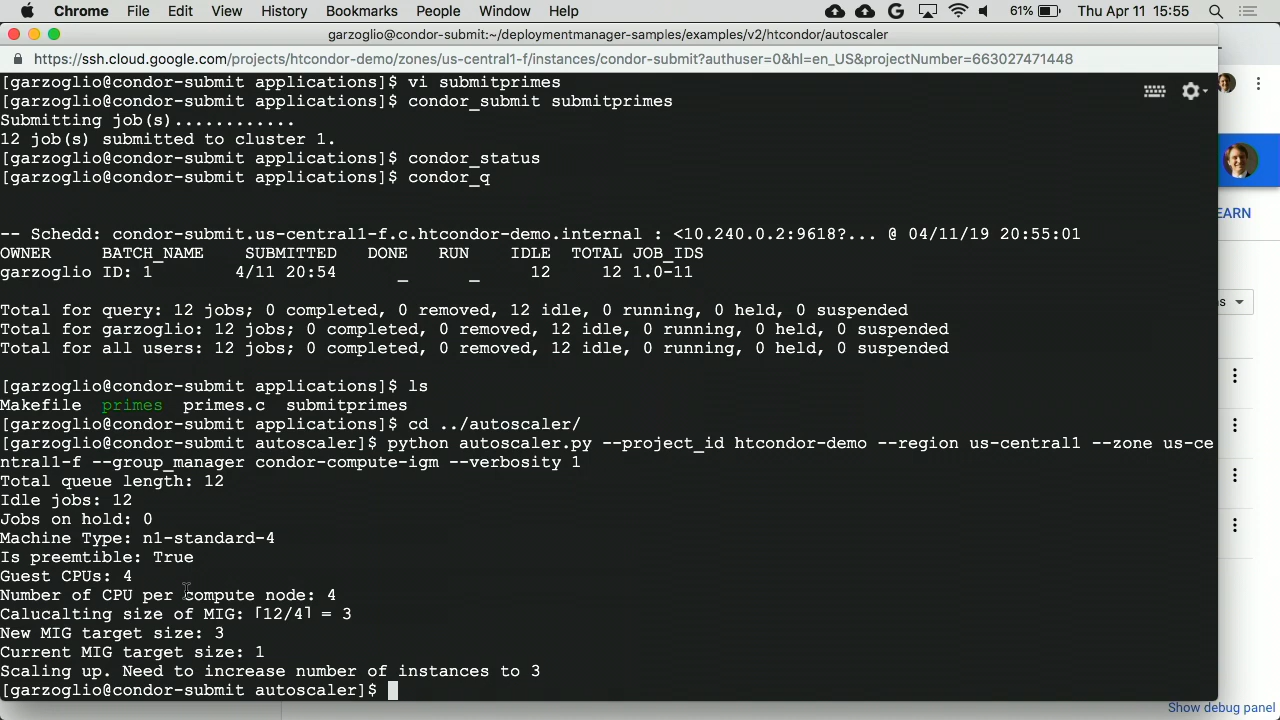 Chrome File Edit View History Bookmarks People Window Help 61% Thu Apr 11 15:55
garzoglio@condor-submit:~/deploymentmanager-samples/examples/v2/htcondor/autoscaler
https://ssh.cloud.google.com/projects/htcondor-demo/zones/us-central1-f/instances/condor-submit?authuser=0&hl=en_US&projectNumber=663027471448
[garzoglio@condor-submit applications]$ vi submitprimes
[garzoglio@condor-submit applications]$ condor_submit submitprimes
Submitting job(s)............
12 job(s) submitted to cluster 1.
[garzoglio@condor-submit applications]$ condor_status
[garzoglio@condor-submit applications]$ condor_q
-- Schedd: condor-submit.us-central1-f.c.htcondor-demo.internal : <10.240.0.2:9618?... @ 04/11/19 20:55:01
OWNER BATCH_NAME SUBMITTED DONE RUN IDLE TOTAL JOB_IDS
garzoglio ID: 1 4/11 20:54 _ _ 12 12 1.0-11
Total for query: 12 jobs; 0 completed, 0 removed, 12 idle, 0 running, 0 held, 0 suspended
Total for garzoglio: 12 jobs; 0 completed, 0 removed, 12 idle, 0 running, 0 held, 0 suspended
Total for all users: 12 jobs; 0 completed, 0 removed, 12 idle, 0 running, 0 held, 0 suspended
[garzoglio@condor-submit applications]$ ls
Makefile primes primes.c submitprimes
[garzoglio@condor-submit applications]$ cd ../autoscaler/
[garzoglio@condor-submit autoscaler]$ python autoscaler.py --project_id htcondor-demo --region us-central1 --zone us-ce
ntral1-f --group_manager condor-compute-igm --verbosity 1
Total queue length: 12
Idle jobs: 12
Jobs on hold: 0
Machine Type: n1-standard-4
Is preemtible: True
Guest CPUs: 4
Number of CPU per compute node: 4
Calucalting size of MIG: ⌈12/4⌉ = 3
New MIG target size: 3
Current MIG target size: 1
Scaling up. Need to increase number of instances to 3
[garzoglio@condor-submit autoscaler]$
EARN
s
Show debug panel